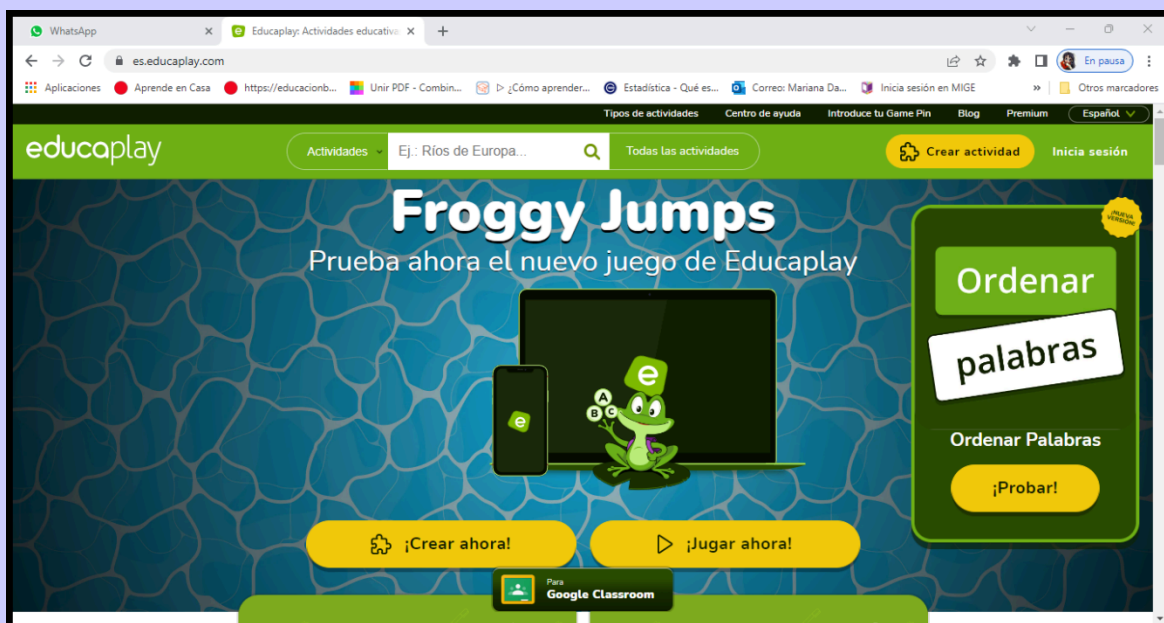 WhatsApp
Educaplay: Actividades educativa
es.educaplay.com
En pausa
Aplicaciones Aprende en Casa https://educacionb... Unir PDF - Combin... ¿Cómo aprender... Estadística - Qué es... Correo: Mariana Da... Inicia sesión en MIGE » Otros marcadores
Tipos de actividades Centro de ayuda Introduce tu Game Pin Blog Premium Español
educaplay Actividades Ej.: Ríos de Europa... Todas las actividades Crear actividad Inicia sesión
Froggy Jumps
Prueba ahora el nuevo juego de Educaplay
¡NUEVA VERSIÓN!
Ordenar
palabras
e
A
B C
e
Ordenar Palabras
¡Probar!
¡Crear ahora! ¡Jugar ahora!
Para
Google Classroom